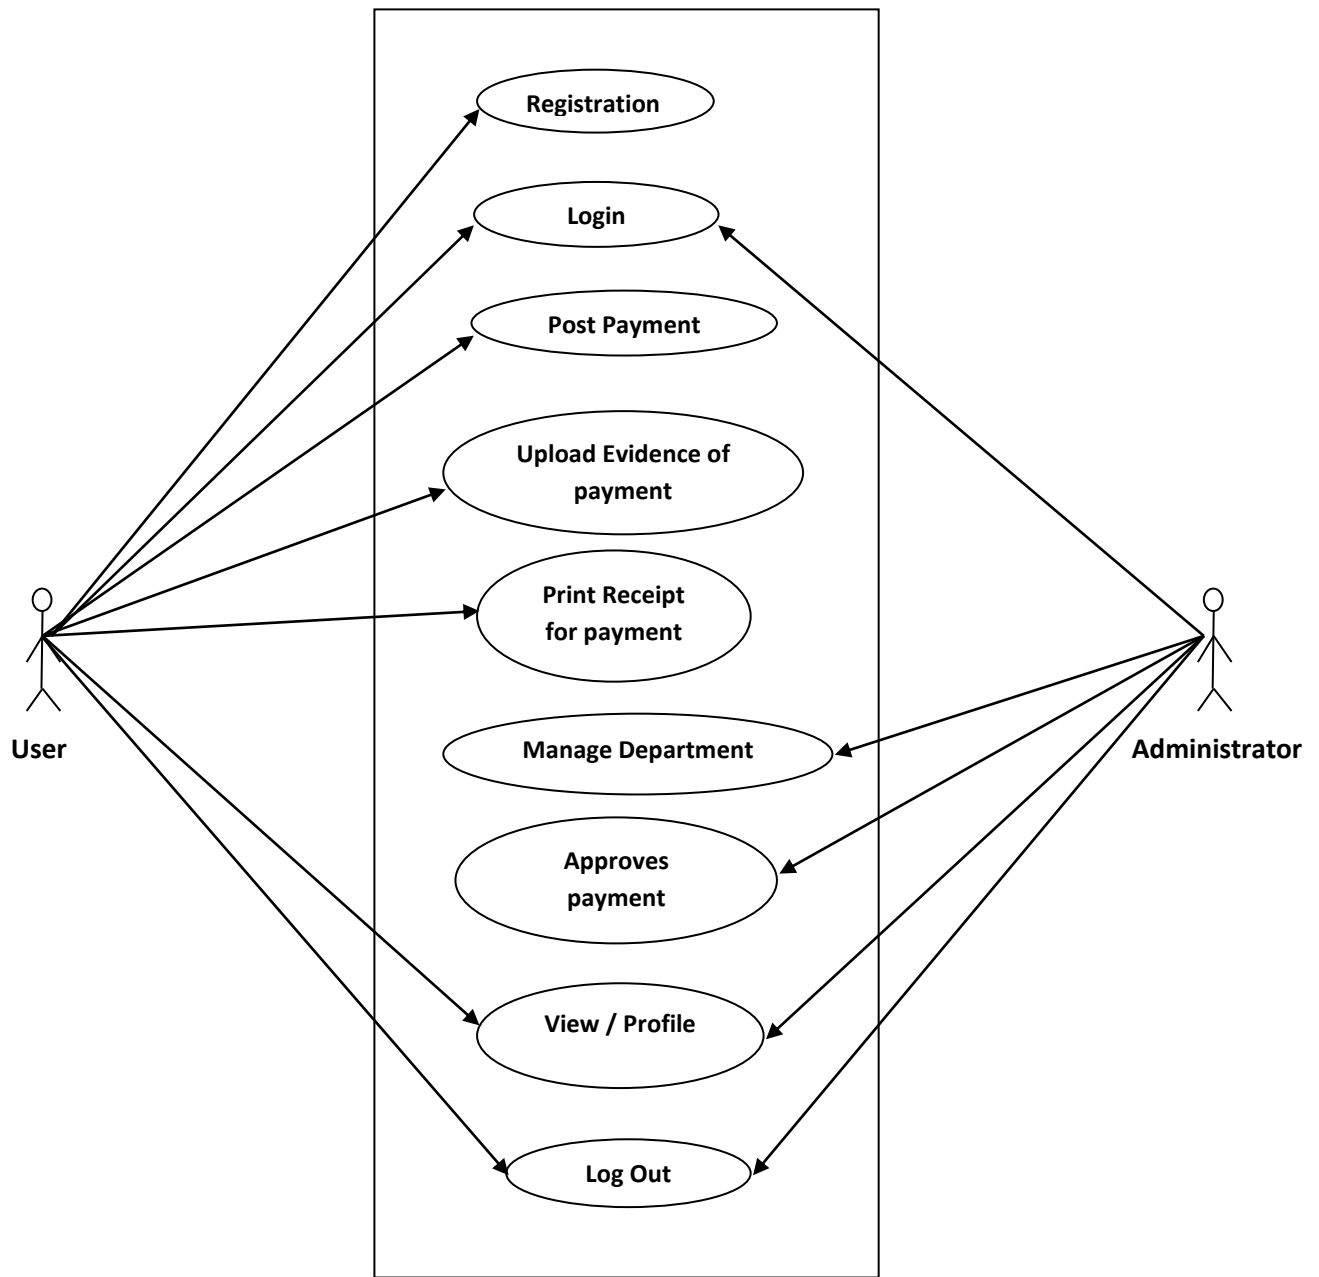 Registration
Login
Post Payment
Upload Evidence of
payment
Print Receipt
for payment
User
Manage Department
Administrator
Approves
payment
View / Profile
Log Out